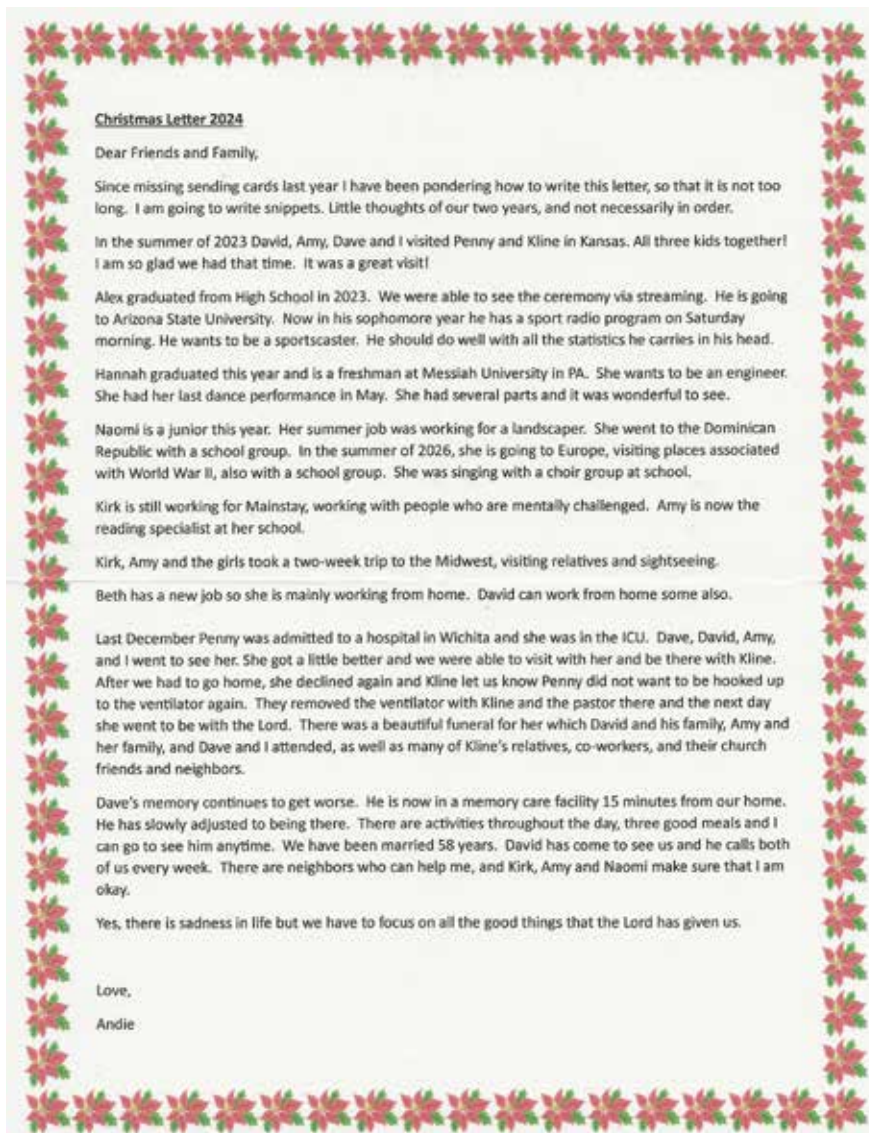 Christmas Letter 2024
Dear Friends and Family,
Since missing sending cards last year I have been pondering how to write this letter, so that it is not too
long.  I am going to write snippets. Little thoughts of our two years, and not necessarily in order.
In the summer of 2023 David, Amy, Dave and I visited Penny and Kline in Kansas. All three kids together!
I am so glad we had that time.  It was a great visit!
Alex graduated from High School in 2023.  We were able to see the ceremony via streaming.  He is going
to Arizona State University.  Now in his sophomore year he has a sport radio program on Saturday
morning. He wants to be a sportscaster.  He should do well with all the statistics he carries in his head.
Hannah graduated this year and is a freshman at Messiah University in PA.  She wants to be an engineer.
She had her last dance performance in May.  She had several parts and it was wonderful to see.
Naomi is a junior this year.  Her summer job was working for a landscaper.  She went to the Dominican
Republic with a school group.  In the summer of 2026, she is going to Europe, visiting places associated
with World War II, also with a school group.  She was singing with a choir group at school.
Kirk is still working for Mainstay, working with people who are mentally challenged.  Amy is now the
reading specialist at her school.
Kirk, Amy and the girls took a two-week trip to the Midwest, visiting relatives and sightseeing.
Beth has a new job so she is mainly working from home.  David can work from home some also.
Last December Penny was admitted to a hospital in Wichita and she was in the ICU.  Dave, David, Amy,
and I went to see her. She got a little better and we were able to visit with her and be there with Kline.
After we had to go home, she declined again and Kline let us know Penny did not want to be hooked up
to the ventilator again.  They removed the ventilator with Kline and the pastor there and the next day
she went to be with the Lord.  There was a beautiful funeral for her which David and his family, Amy and
her family, and Dave and I attended, as well as many of Kline's relatives, co-workers, and their church
friends and neighbors.
Dave's memory continues to get worse.  He is now in a memory care facility 15 minutes from our home.
He has slowly adjusted to being there.  There are activities throughout the day, three good meals and I
can go to see him anytime.  We have been married 58 years.  David has come to see us and he calls both
of us every week.  There are neighbors who can help me, and Kirk, Amy and Naomi make sure that I am
okay.
Yes, there is sadness in life but we have to focus on all the good things that the Lord has given us.
Love,
Andie